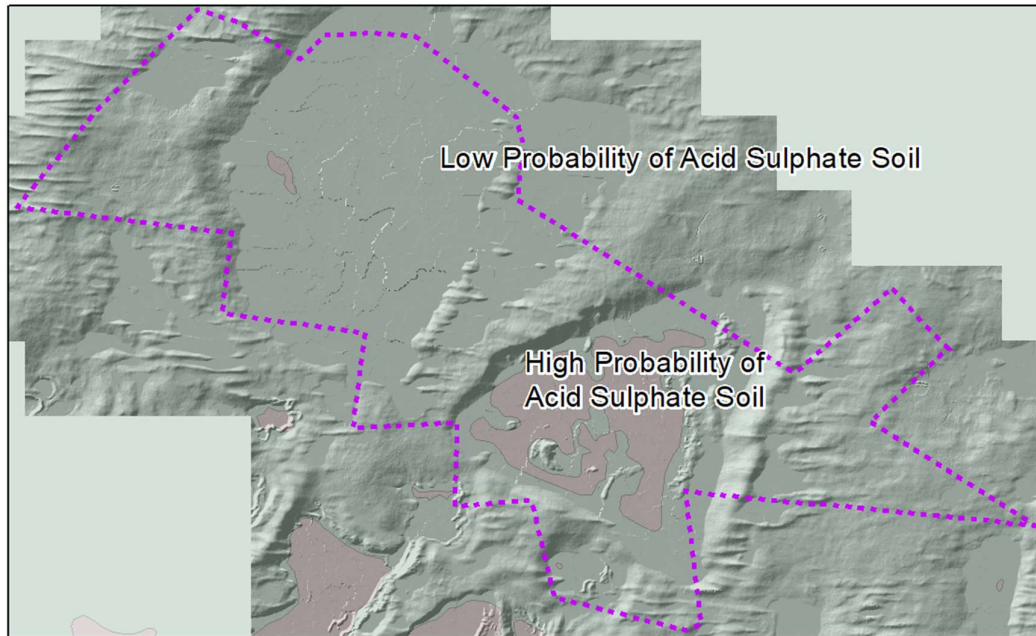 Low Probability of Acid Sulphate Soil
High Probability of
Acid Sulphate Soil